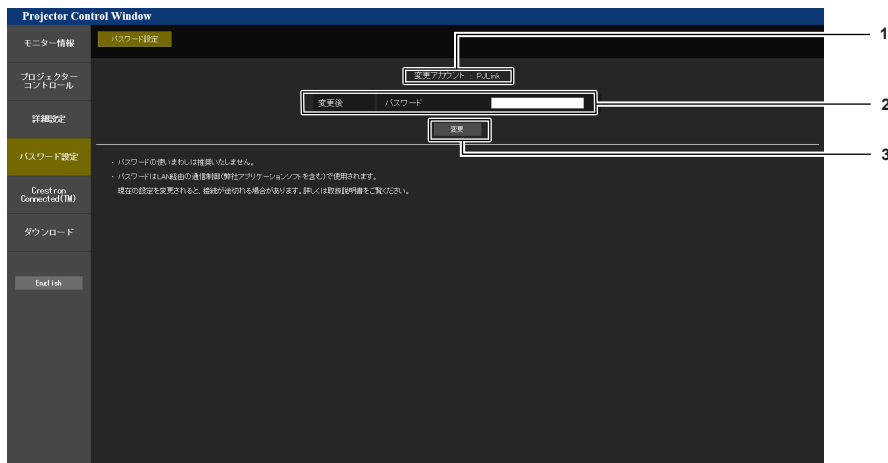 Projector Control Window
モニター情報
プロジェクター
コントロール
詳細設定
パスワード設定
Crestron
Connected(TM)
ダウンロード
English
パスワード設定
変更アカウント : PJLink
1
変更後 パスワード
2
変更
3
・パスワードの使いまわしは推奨いたしません。
・パスワードはLAN経由の通信制御(弊社アプリケーションソフトを含む)で使用されます。
現在の設定を変更されると、接続が途切れる場合があります。詳しくは取扱説明書をご覧ください。